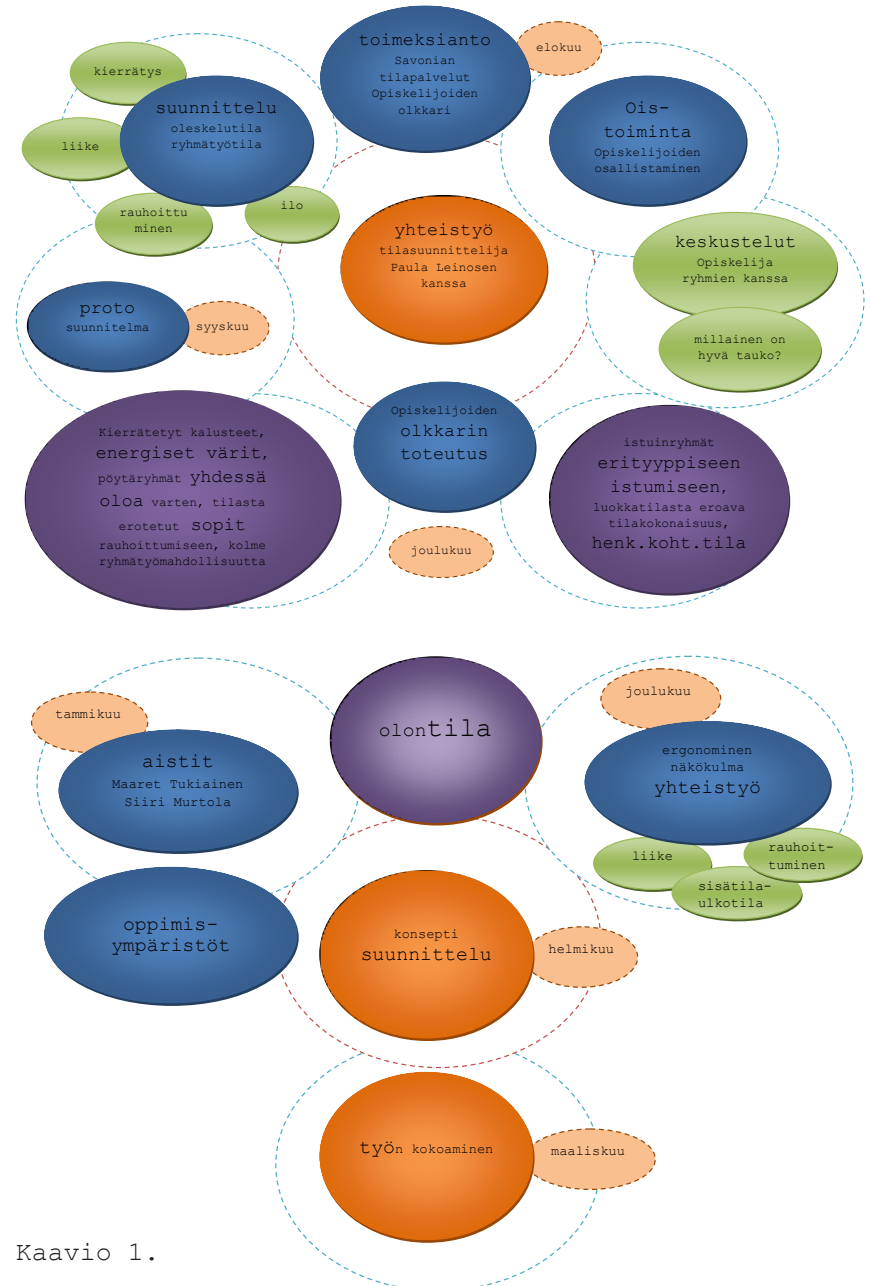 toimeksianto
Savonian
tilapalvelut
Opiskelijoiden
olkkari
elokuu
kierrätys
suunnittelu
oleskelutila
ryhmätyötila
liike
rauhoittu
minen
ilo
Ois-
toiminta
Opiskelijoiden
osallistaminen
yhteistyö
tilasuunnittelija
Paula Leinosen
kanssa
keskustelut
Opiskelija
ryhmien kanssa
millainen on
hyvä tauko?
proto
suunnitelma
syyskuu
Kierrätetyt kalusteet,
energiset värit,
pöytäryhmät yhdessä
oloa varten, tilasta
erotetut sopit
rauhoittumiseen, kolme
ryhmätyömahdollisuutta
Opiskelijoiden
olkkarin
toteutus
joulukuu
istuinryhmät
erityyppiseen
istumiseen,
luokkatilasta eroava
tilakokonaisuus,
henk.koht.tila
olontila
tammikuu
aistit
Maaret Tukiainen
Siiri Murtola
joulukuu
ergonominen
näkökulma
yhteistyö
liike
rauhoit-
tuminen
sisätila-
ulkotila
oppimis-
ympäristöt
konsepti
suunnittelu
helmikuu
työn kokoaminen
maaliskuu
Kaavio 1.